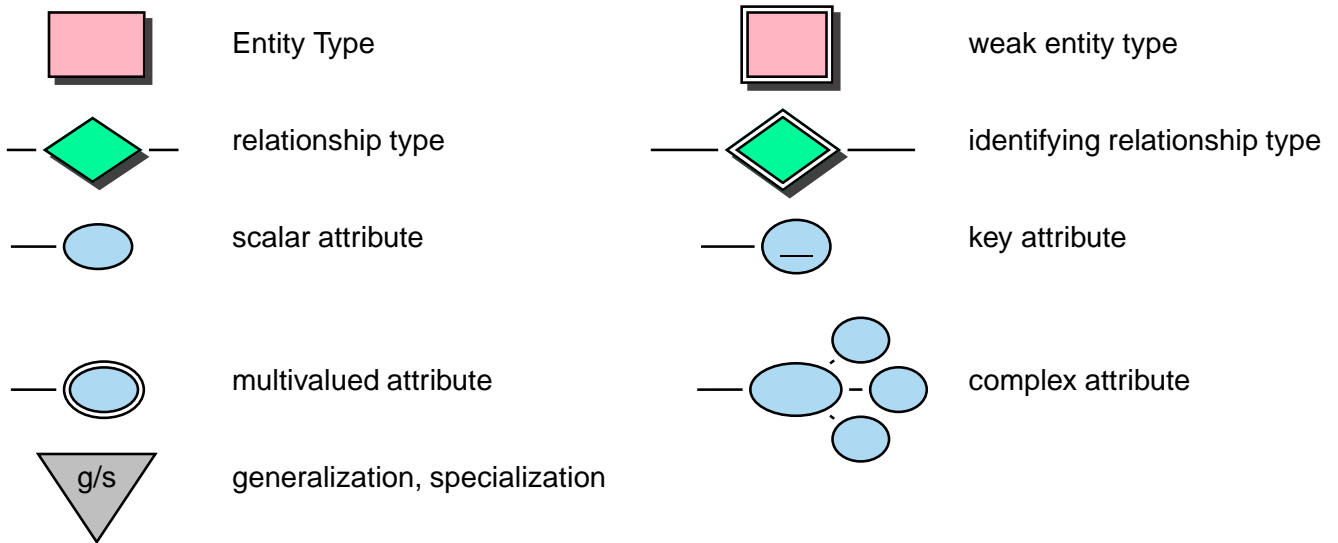 Entity Type
weak entity type
relationship type
identifying relationship type
scalar attribute
key attribute
multivalued attribute
complex attribute
g/s
generalization, specialization